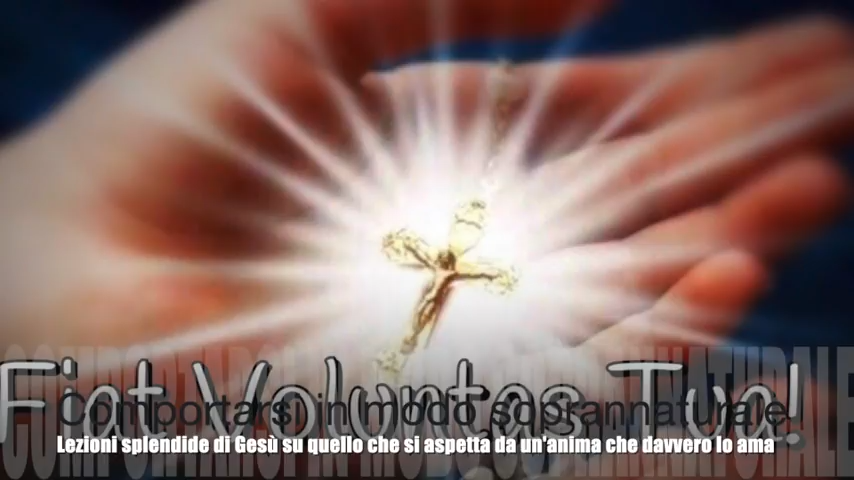 COMPORTARSI IN MODO SOPRANNATURALE
Fiat Voluntas Tua!
Comportarsi in modo soprannaturale
Lezioni splendide di Gesù su quello che si aspetta da un'anima che davvero lo ama